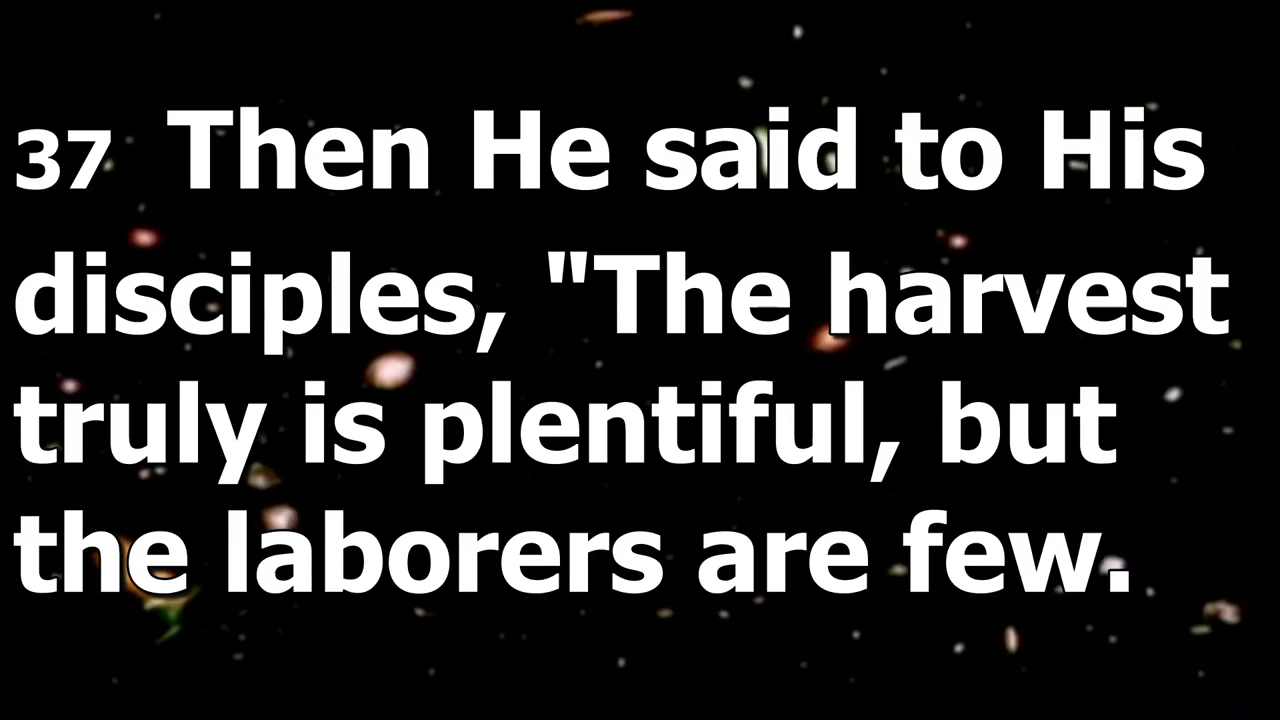 37 Then He said to His
disciples, "The harvest
truly is plentiful, but
the laborers are few.